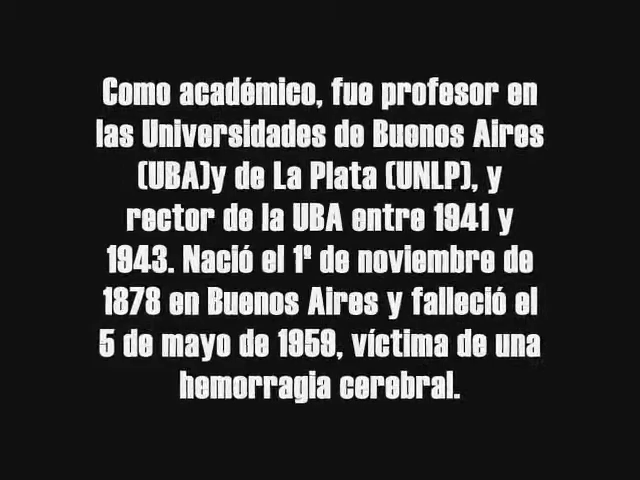 Como académico, fue profesor en
las Universidades de Buenos Aires
(UBA)y de La Plata (UNLP), y
rector de la UBA entre 1941 y
1943. Nació el 1º de noviembre de
1878 en Buenos Aires y falleció el
5 de mayo de 1959, víctima de una
hemorragia cerebral.